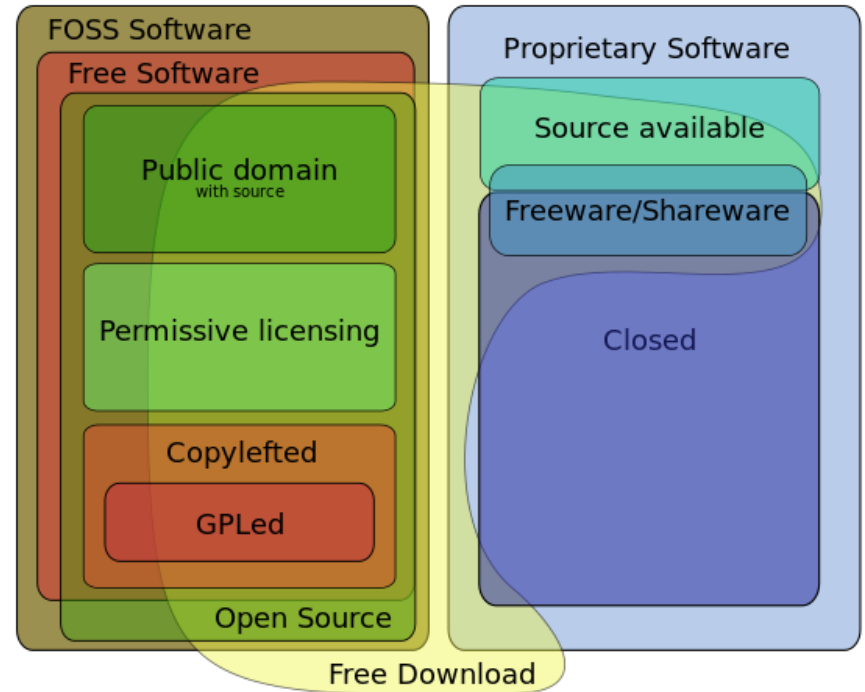 FOSS Software
Free Software
Public domain
with source
Permissive licensing
Copylefted
GPLed
Open Source
Free Download
Proprietary Software
Source available
Freeware/Shareware
Closed